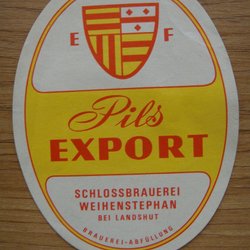 E F
Pils
EXPORT
SCHLOSSBRAUEREI
WEIHENSTEPHAN
BEI LANDSHUT
BRAUEREI-ABFÜLLUNG